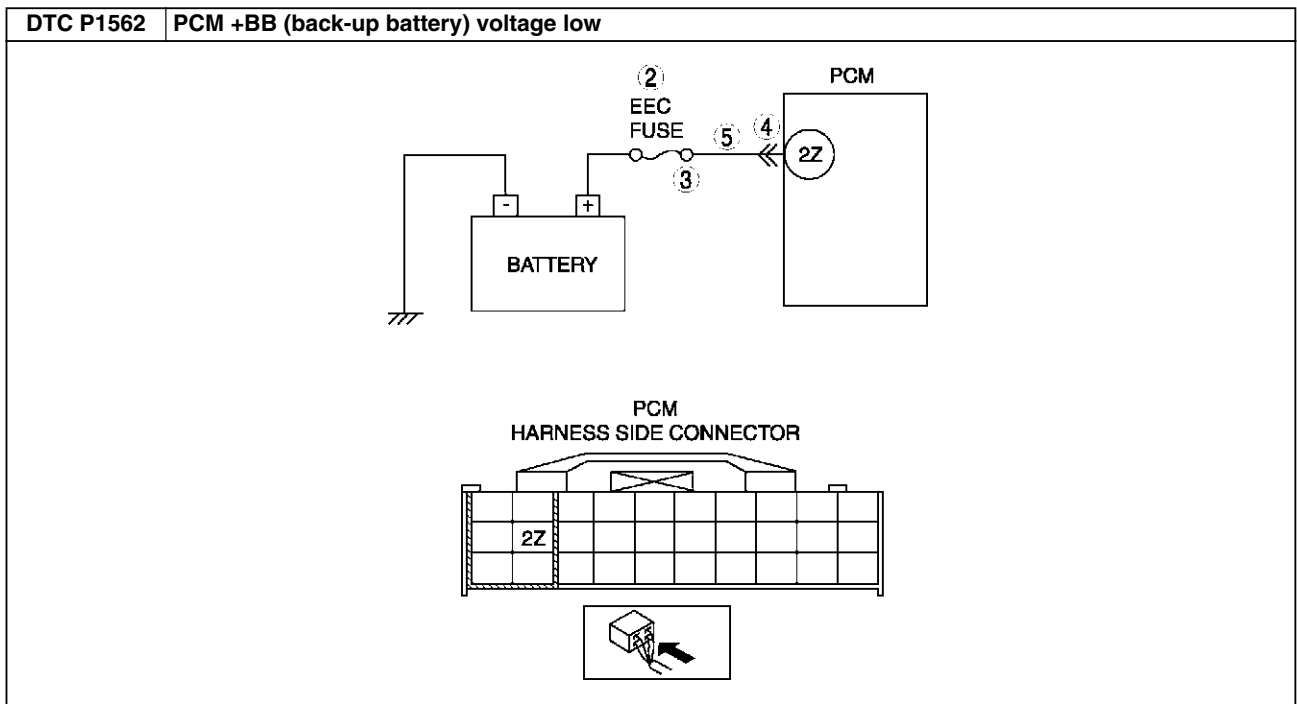 DTC P1562 PCM +BB (back-up battery) voltage low
2
EEC
FUSE
PCM
5
4
2Z
3
- +
BATTERY
PCM
HARNESS SIDE CONNECTOR
2Z